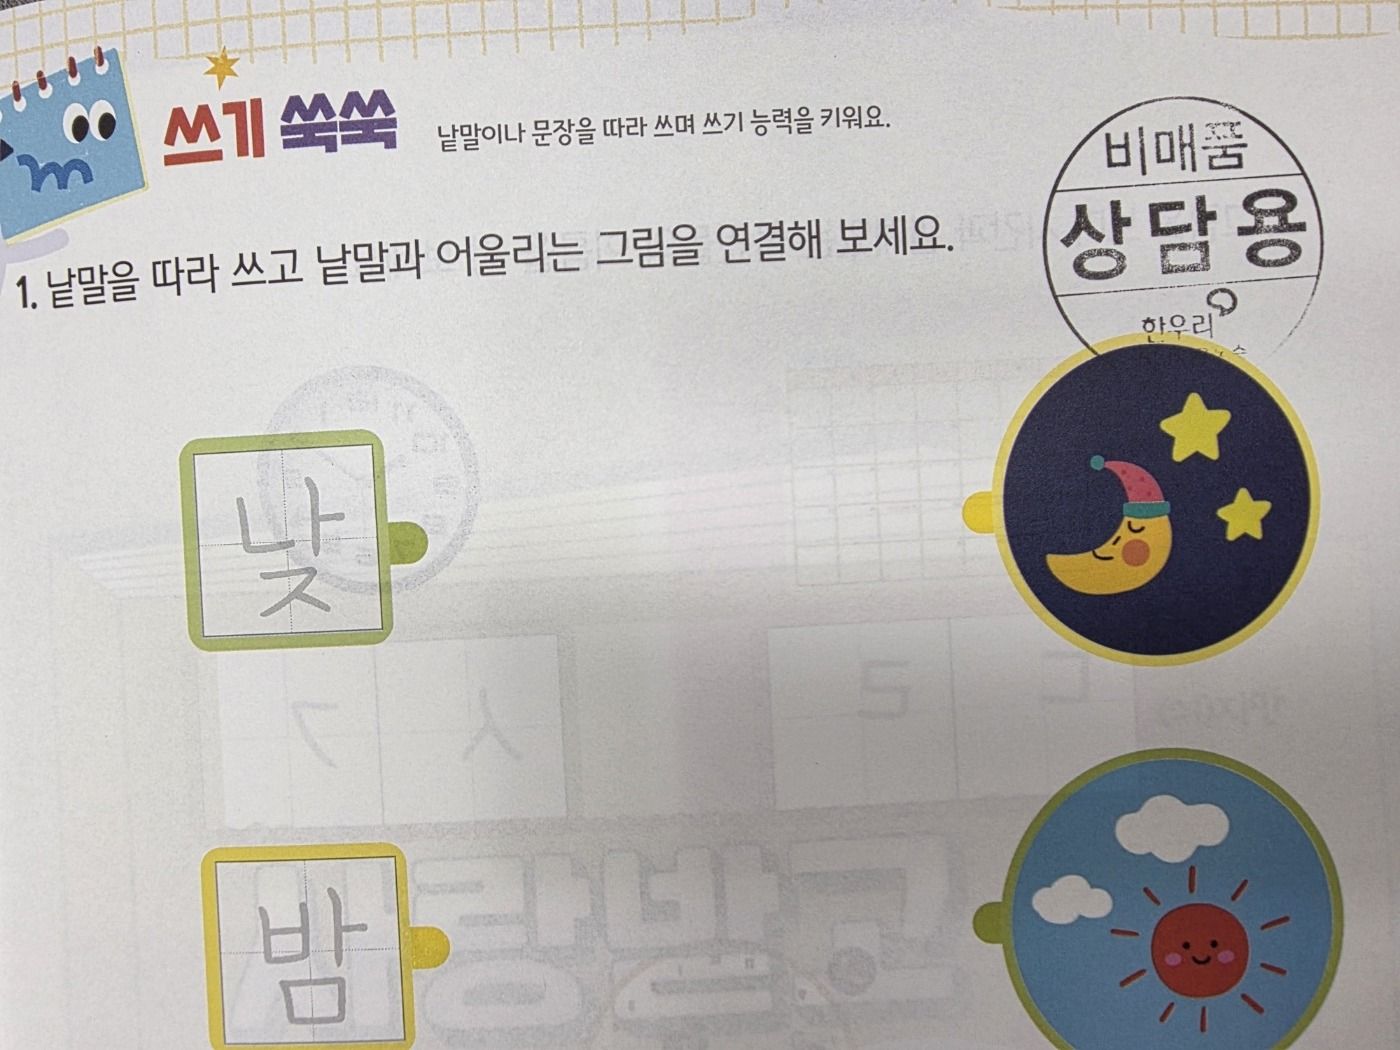 쓰기 쑥쑥
낱말이나 문장을 따라 쓰며 쓰기 능력을 키워요.
비매품
상담용
한우리
1. 낱말을 따라 쓰고 낱말과 어울리는 그림을 연결해 보세요.
낮
밤